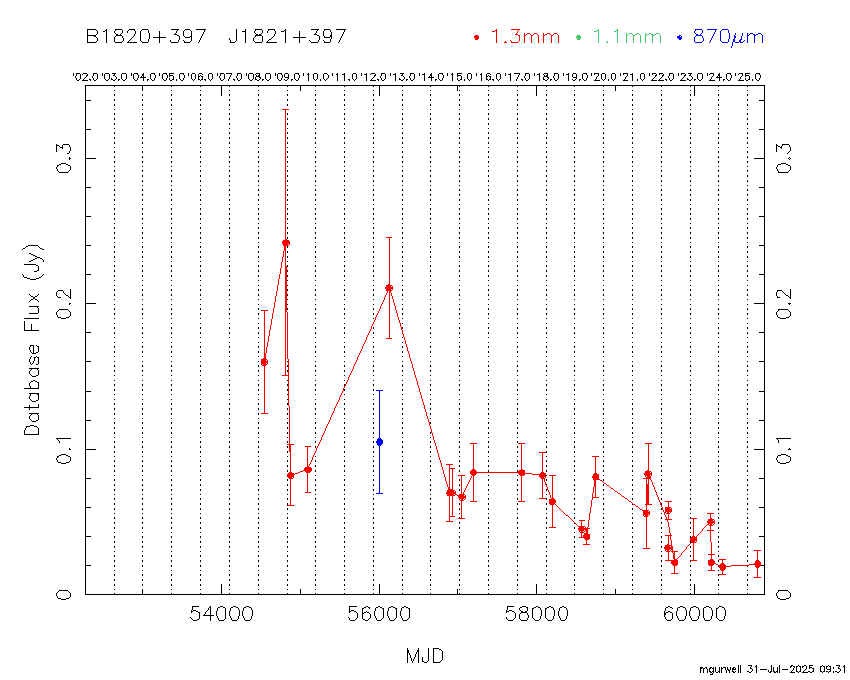 B1820+397 J1821+397 1.3mm 1.1mm 870μm
'02.0 '03.0 '04.0 '05.0 '06.0 '07.0 '08.0 '09.0 '10.0 '11.0 '12.0 '13.0 '14.0 '15.0 '16.0 '17.0 '18.0 '19.0 '20.0 '21.0 '22.0 '23.0 '24.0 '25.0
0.3 0.3
0.2 0.2
Database Flux (Jy)
0.1 0.1
0 0
54000 56000 58000 60000
MJD
mgurwell 31-Jul-2025 09:31